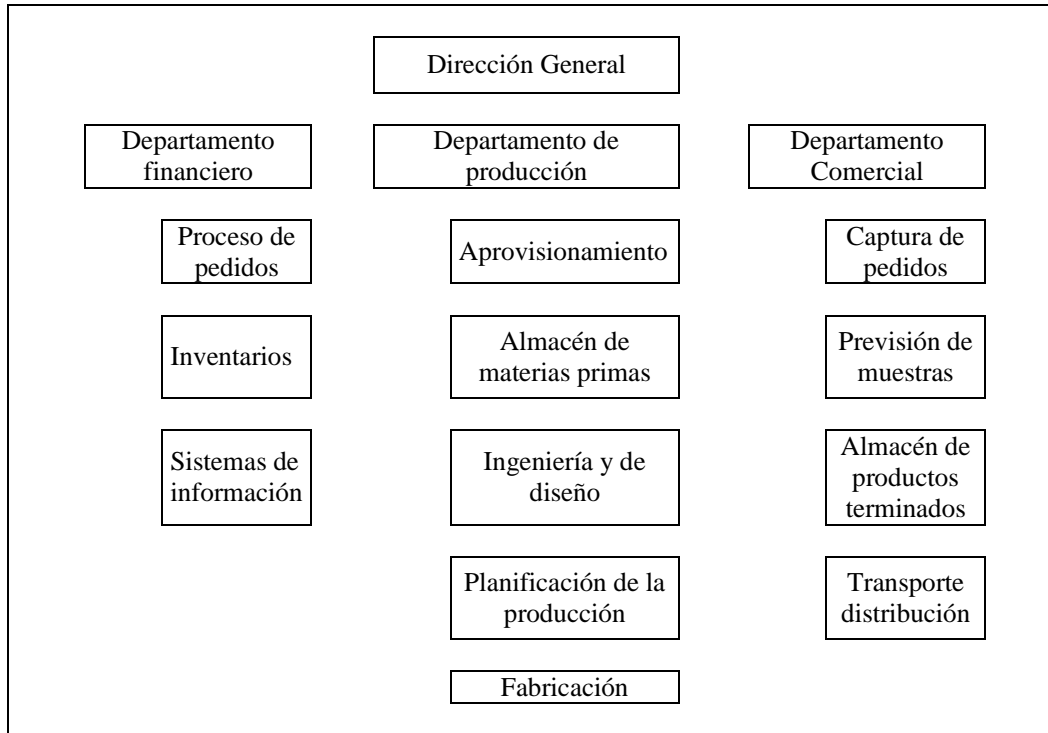 Dirección General
Departamento
financiero
Departamento de
producción
Departamento
Comercial
Proceso de
pedidos
Aprovisionamiento
Captura de
pedidos
Inventarios
Almacén de
materias primas
Previsión de
muestras
Sistemas de
información
Ingeniería y de
diseño
Almacén de
productos
terminados
Planificación de la
producción
Transporte
distribución
Fabricación